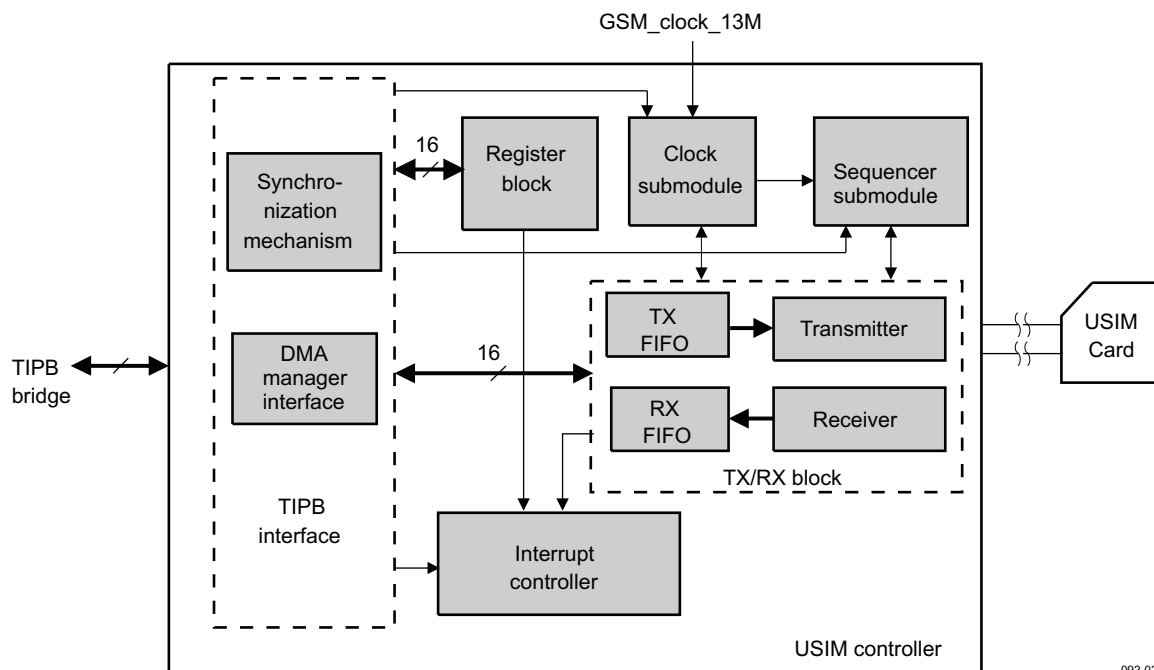 GSM_clock_13M
16
Register
block
Clock
submodule
Sequencer
submodule
Synchro-
nization
mechanism
TX
FIFO
Transmitter
USIM
Card
TIPB
bridge
DMA
manager
interface
16
RX
FIFO
Receiver
TX/RX block
TIPB
interface
Interrupt
controller
USIM controller